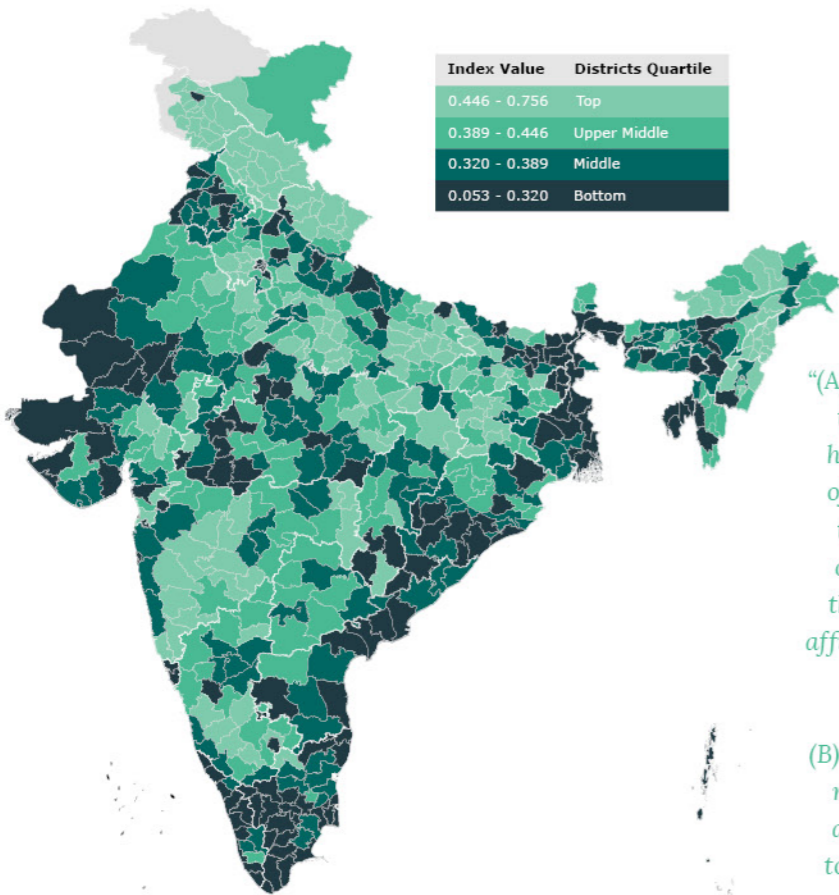 Index Value Districts Quartile
0.446 - 0.756 Top
0.389 - 0.446 Upper Middle
0.320 - 0.389 Middle
0.053 - 0.320 Bottom
“(A
aff
(B)